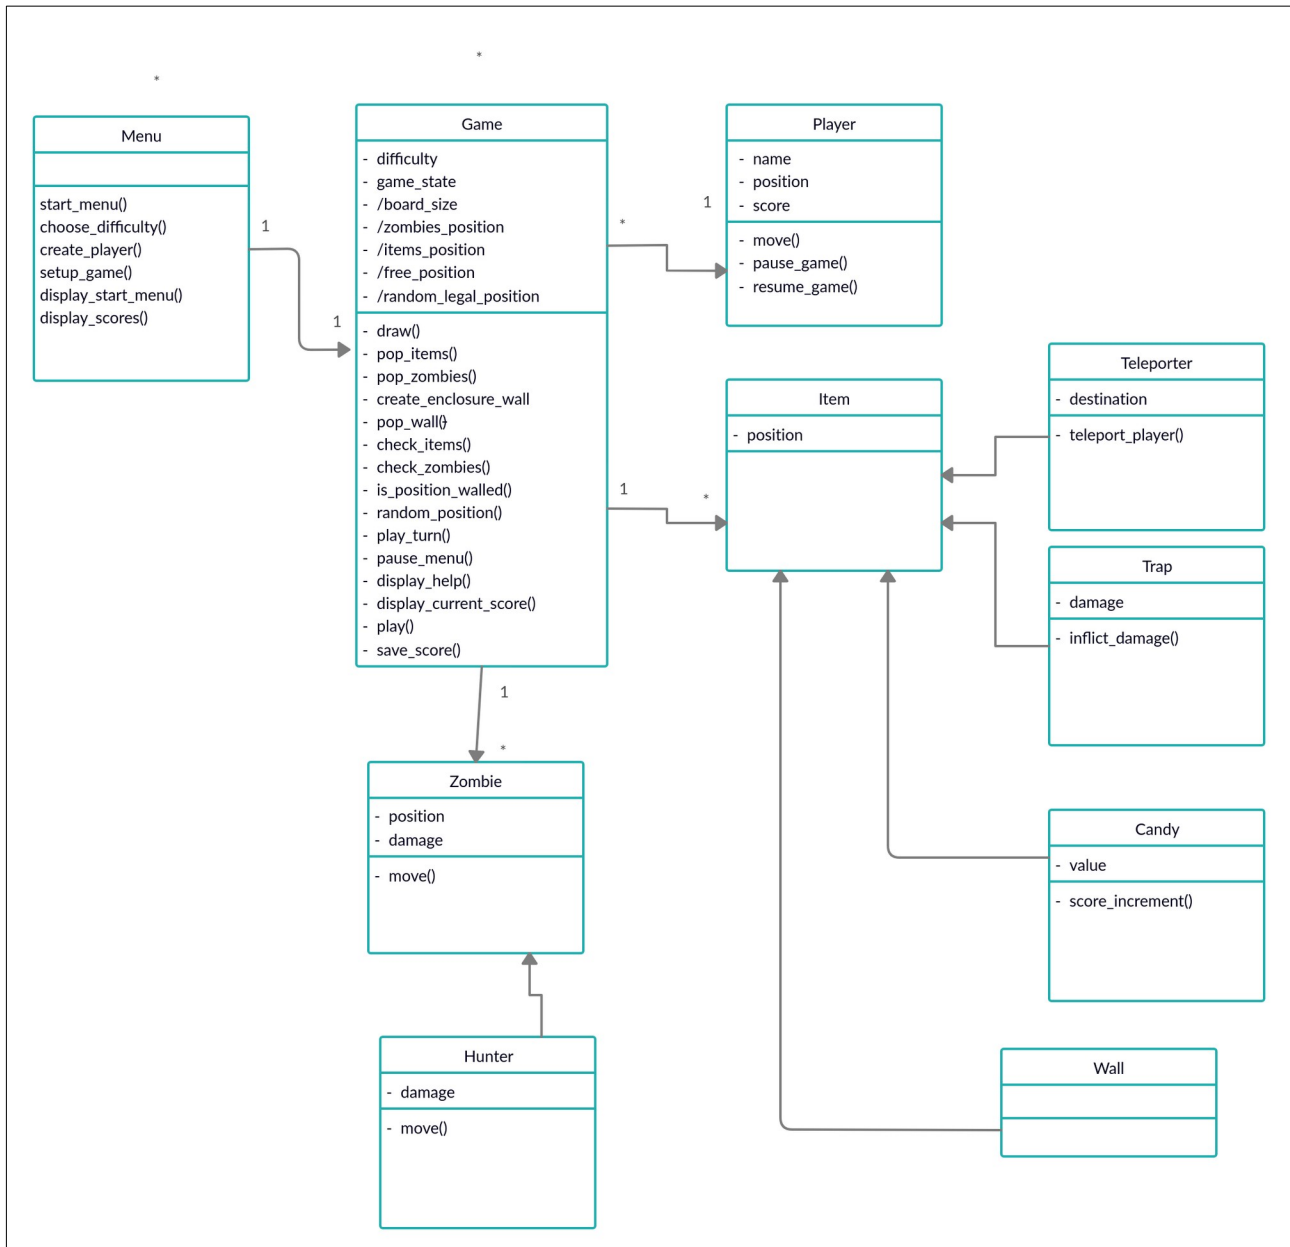 *
*
Menu
start_menu()
choose_difficulty()
create_player()
setup_game()
display_start_menu()
display_scores()
1
1
Game
- difficulty
- game_state
- /board_size
- /zombies_position
- /items_position
- /free_position
- /random_legal_position
- draw()
- pop_items()
- pop_zombies()
- create_enclosure_wall
- pop_wall()
- check_items()
- check_zombies()
- is_position_walled()
- random_position()
- play_turn()
- pause_menu()
- display_help()
- display_current_score()
- play()
- save_score()
*
1
Player
- name
- position
- score
- move()
- pause_game()
- resume_game()
1
*
Item
- position
Teleporter
- destination
- teleport_player()
Trap
- damage
- inflict_damage()
1
*
Zombie
- position
- damage
- move()
Candy
- value
- score_increment()
Hunter
- damage
- move()
Wall